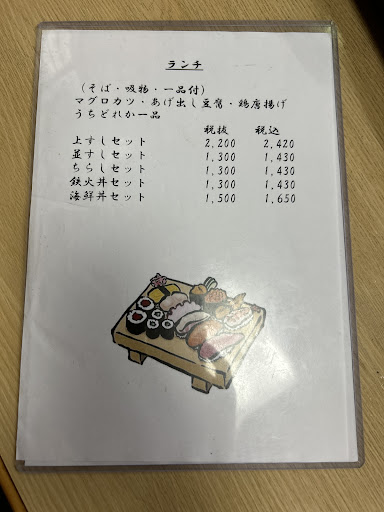 ランチ
（そば・吸物・一品付）
マグロカツ・あげ出し豆腐・鶏唐揚げ
うちどれか一品
税抜 税込
上すしセット 2,200 2,420
並すしセット 1,300 1,430
ちらしセット 1,300 1,430
鉄火丼セット 1,300 1,430
海鮮丼セット 1,500 1,650